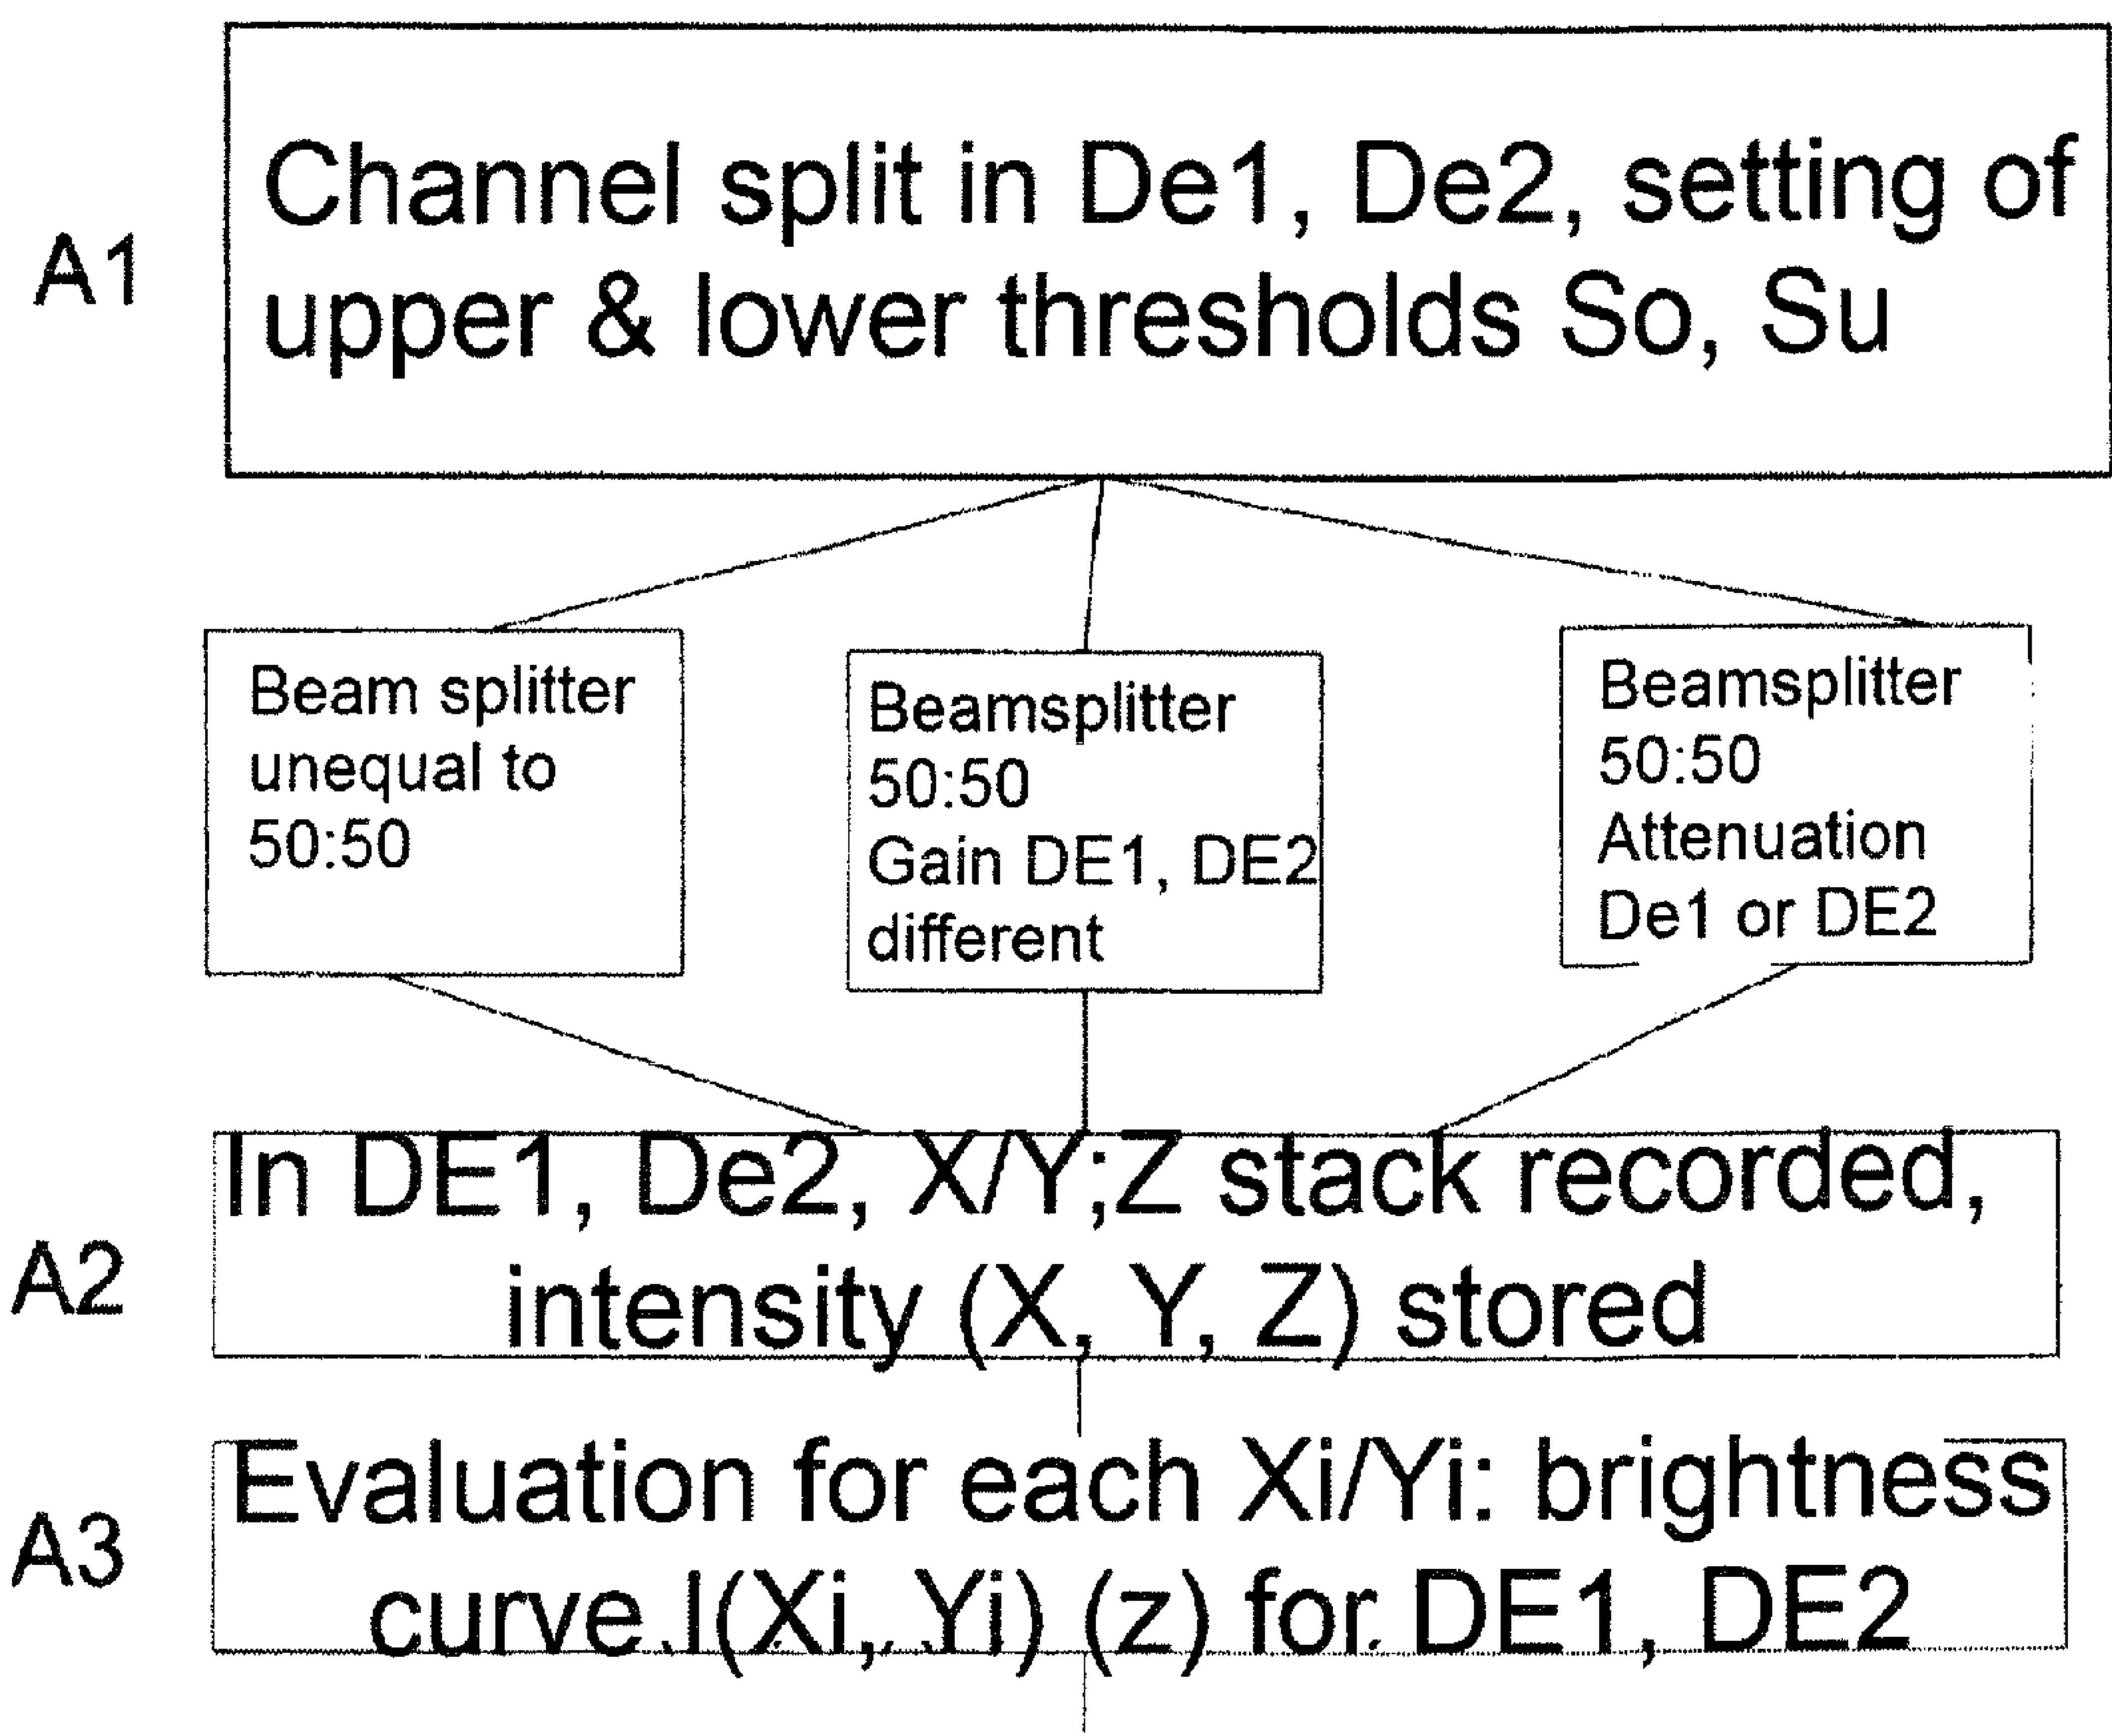 A1
Channel split in De1, De2, setting of
upper & lower thresholds So, Su
Beam splitter
unequal to
50:50
Beamsplitter
50:50
Gain DE1, DE2
different
Beamsplitter
50:50
Attenuation
De1 or DE2
A2
In DE1, De2, X/Y;Z stack recorded,
intensity (X, Y, Z) stored
A3
Evaluation for each Xi/Yi: brightness
curve I(Xi, Yi) (z) for DE1, DE2